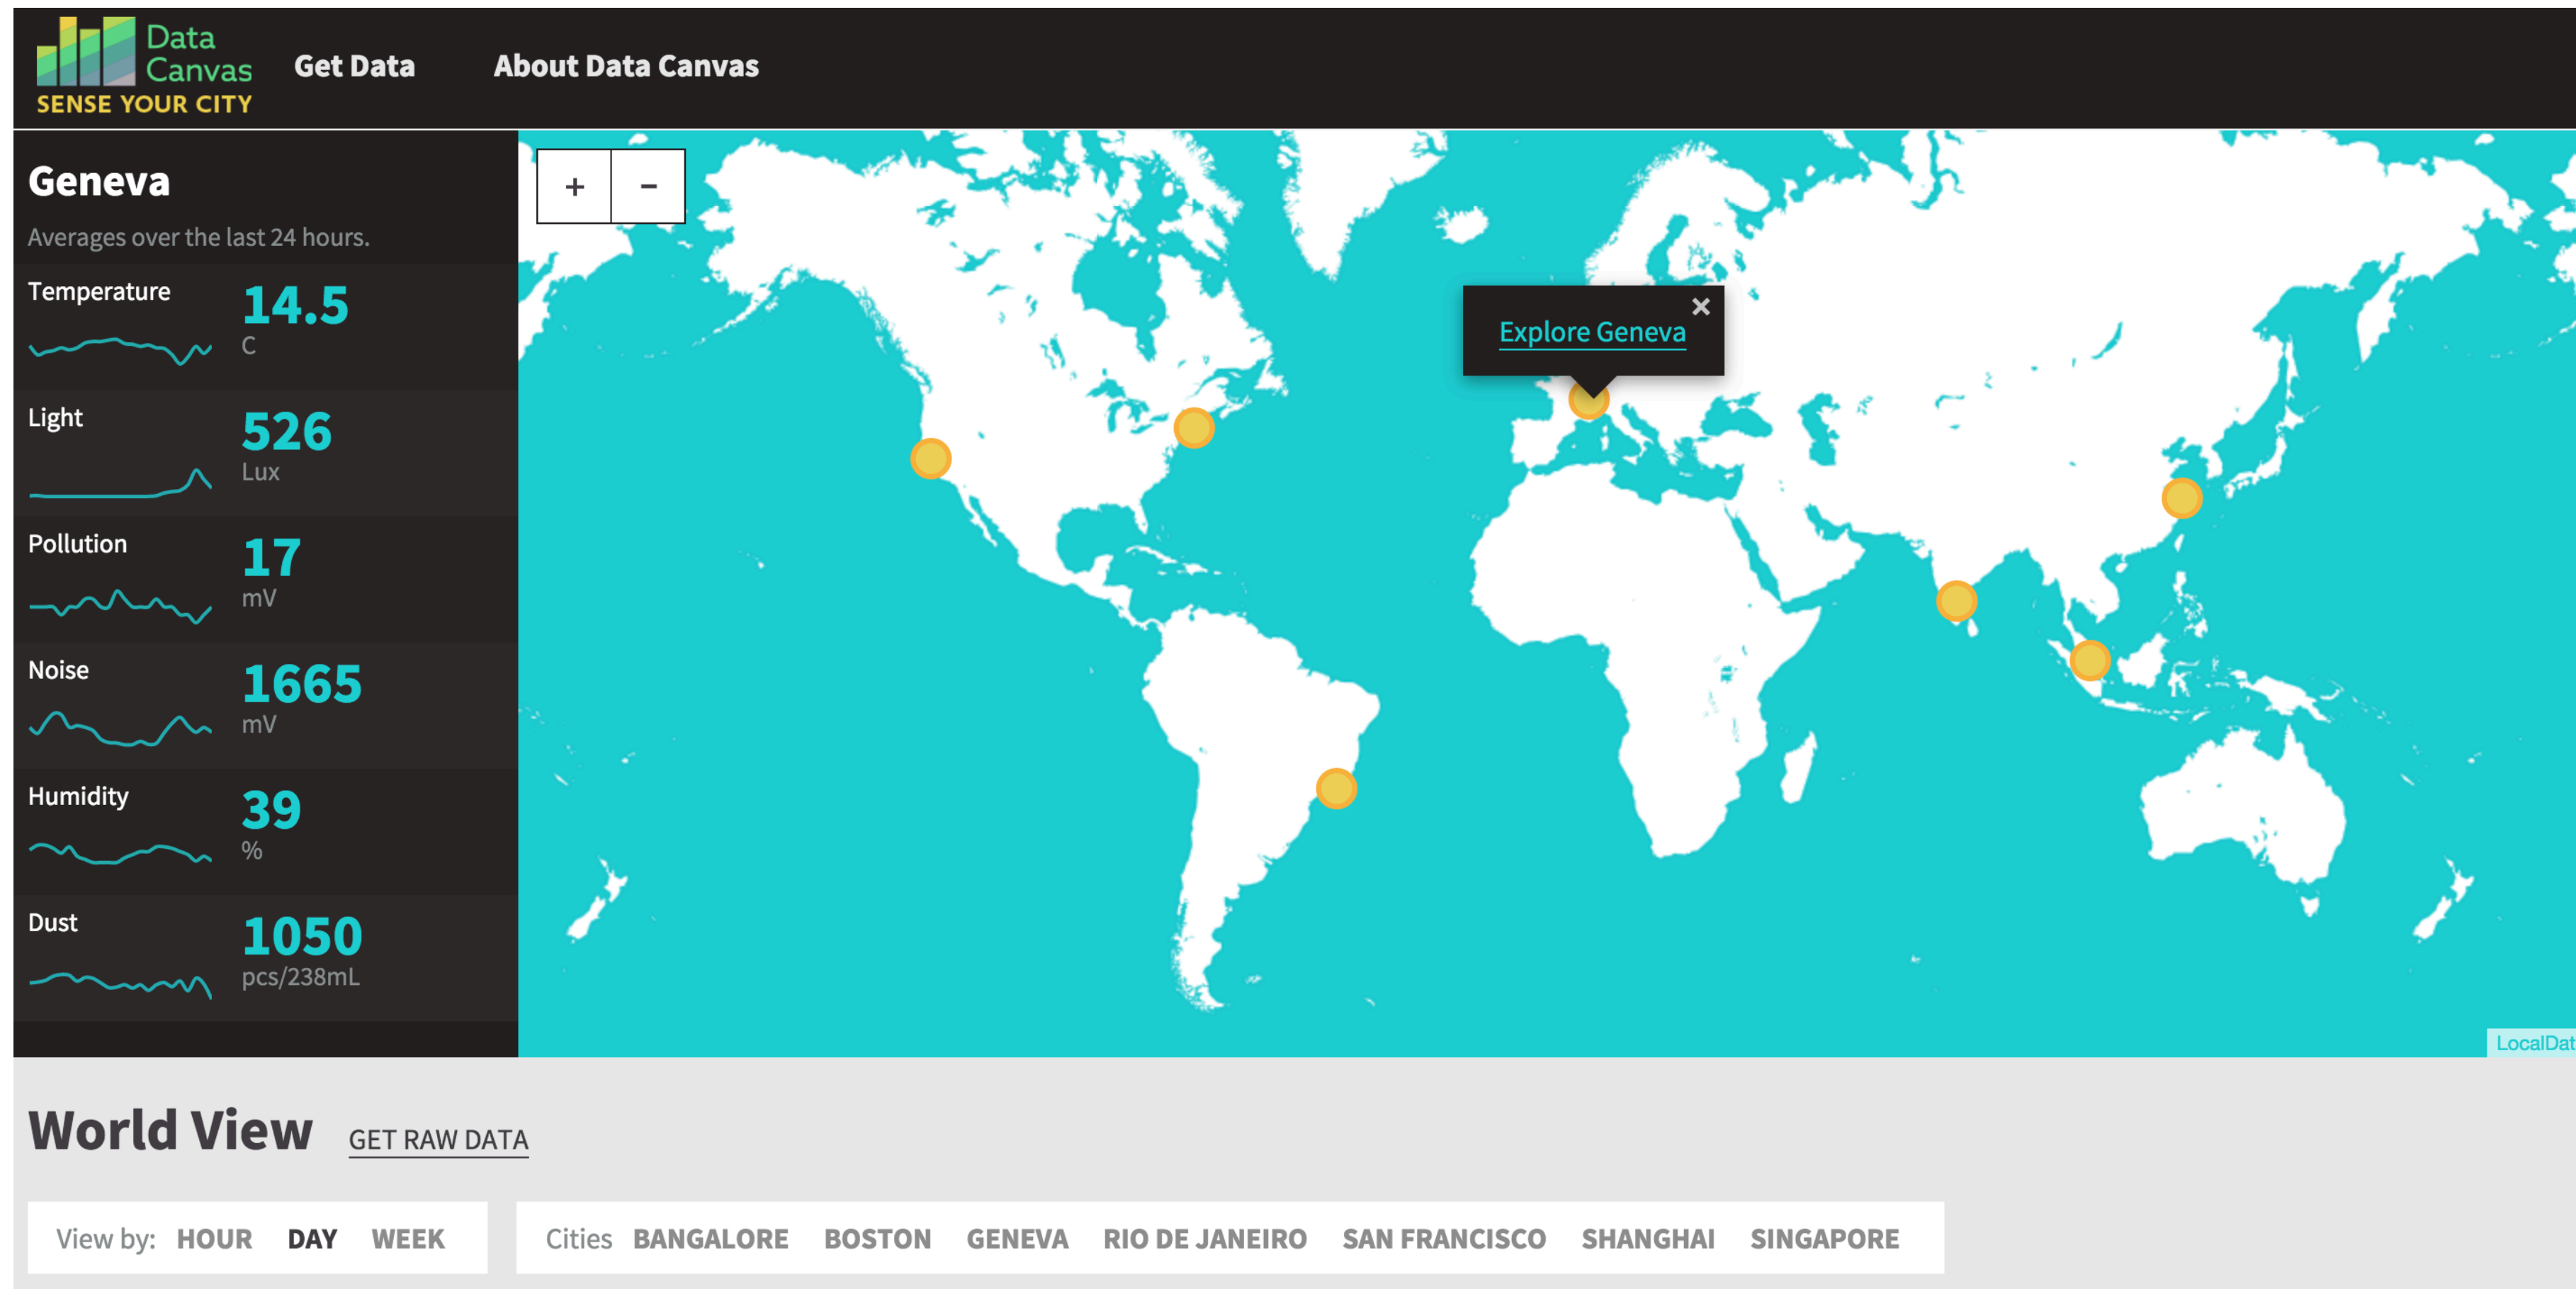 Data
Canvas
SENSE YOUR CITY
Get Data
About Data Canvas
Geneva
Averages over the last 24 hours.
Temperature
14.5
C
Light
526
Lux
Pollution
17
mV
Noise
1665
mV
Humidity
39
%
Dust
1050
pcs/238mL
+ −
×
Explore Geneva
LocalDat
World View GET RAW DATA
View by: HOUR DAY WEEK
Cities BANGALORE BOSTON GENEVA RIO DE JANEIRO SAN FRANCISCO SHANGHAI SINGAPORE